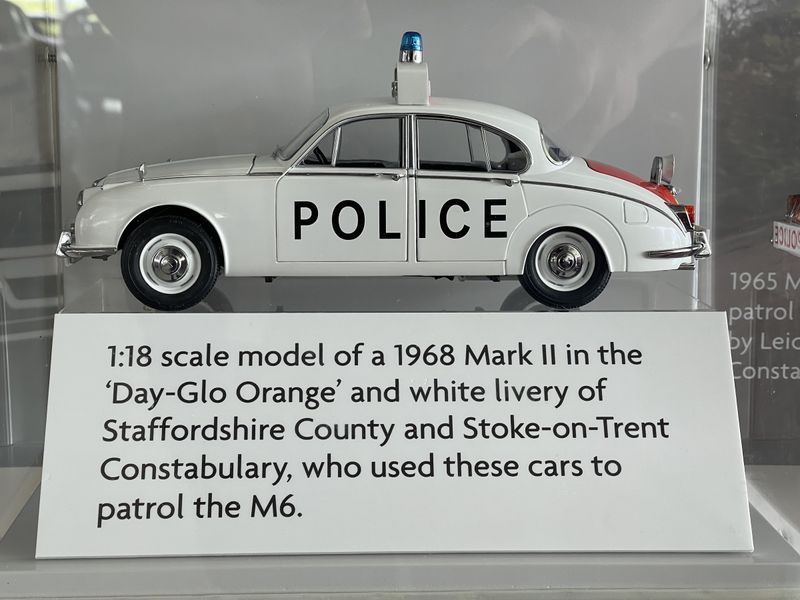 POLICE
1:18 scale model of a 1968 Mark II in the
‘Day-Glo Orange’ and white livery of
Staffordshire County and Stoke-on-Trent
Constabulary, who used these cars to
patrol the M6.
POLICE
1965 M
patrol
by Leic
Consta